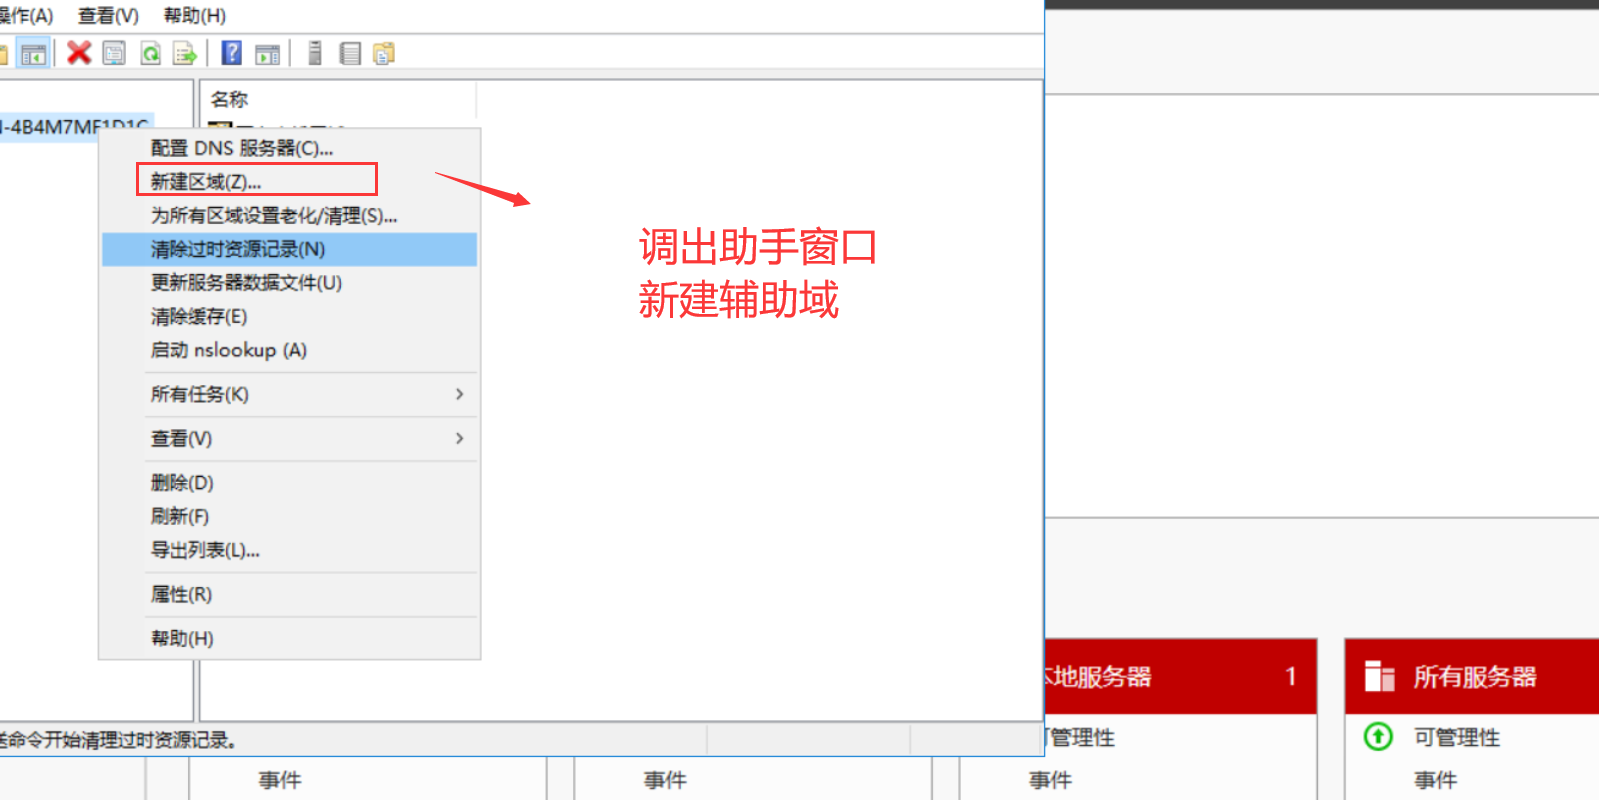 操作(A) 查看(V) 帮助(H)
名称
-4B4M7MF1D1C
配置 DNS 服务器(C)...
新建区域(Z)...
为所有区域设置老化/清理(S)...
清除过时资源记录(N)
更新服务器数据文件(U)
清除缓存(E)
启动 nslookup (A)
所有任务(K)
查看(V)
删除(D)
刷新(F)
导出列表(L)...
属性(R)
帮助(H)
调出助手窗口
新建辅助域
本地服务器 1
所有服务器
可管理性
可管理性
送命令开始清理过时资源记录。
事件
事件
事件
事件